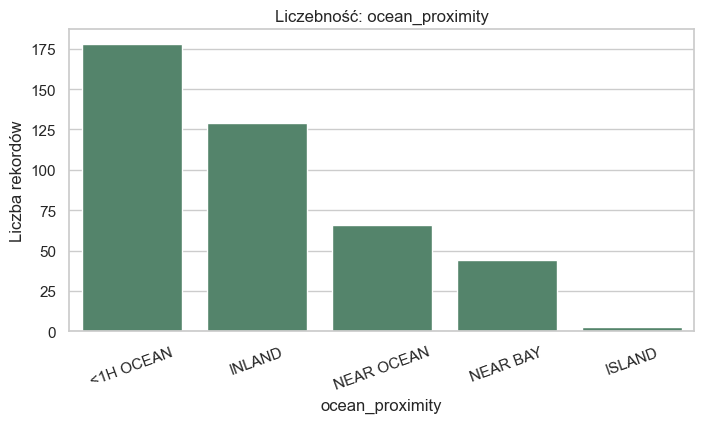 Liczebność: ocean_proximity
Liczba rekordów
175
150
125
100
75
50
25
0
<1H OCEAN
INLAND
NEAR OCEAN
NEAR BAY
ISLAND
ocean_proximity